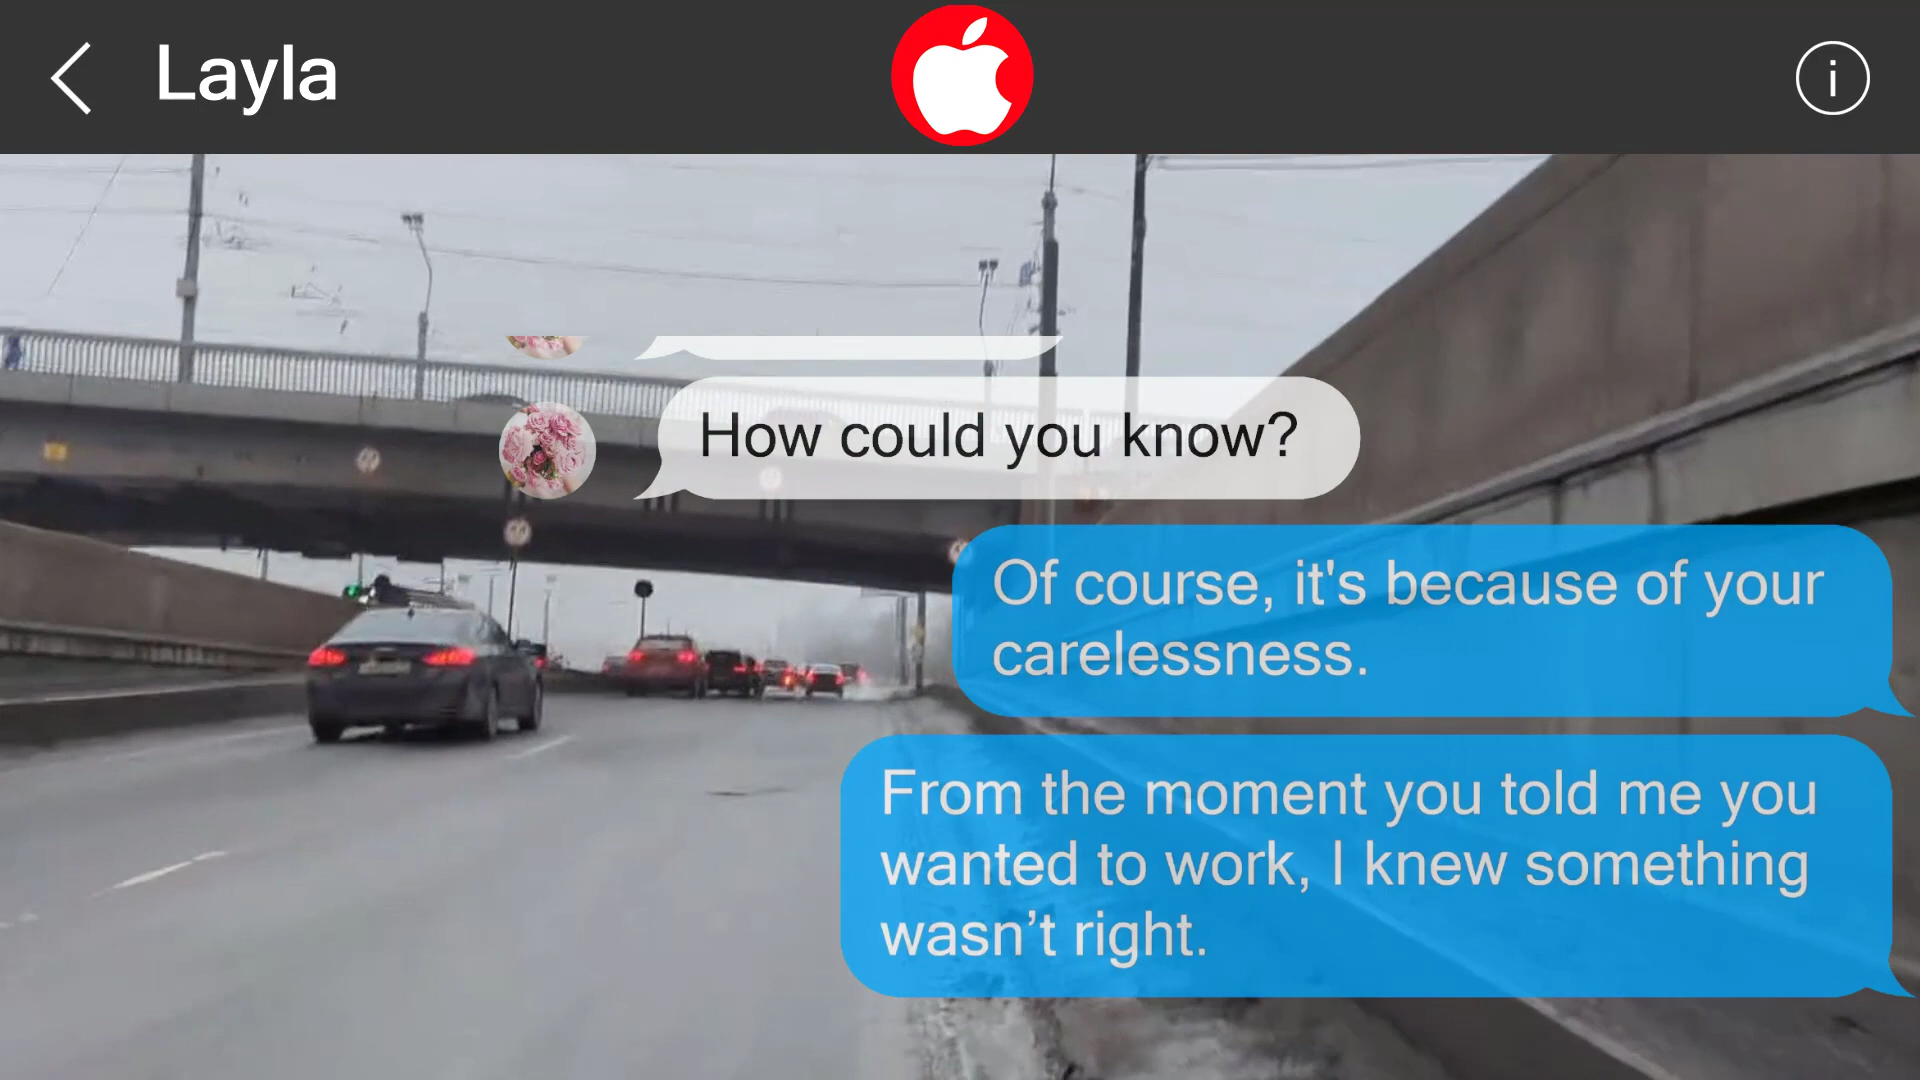 Layla
How could you know?
Of course, it's because of your
carelessness.
From the moment you told me you
wanted to work, I knew something
wasn’t right.